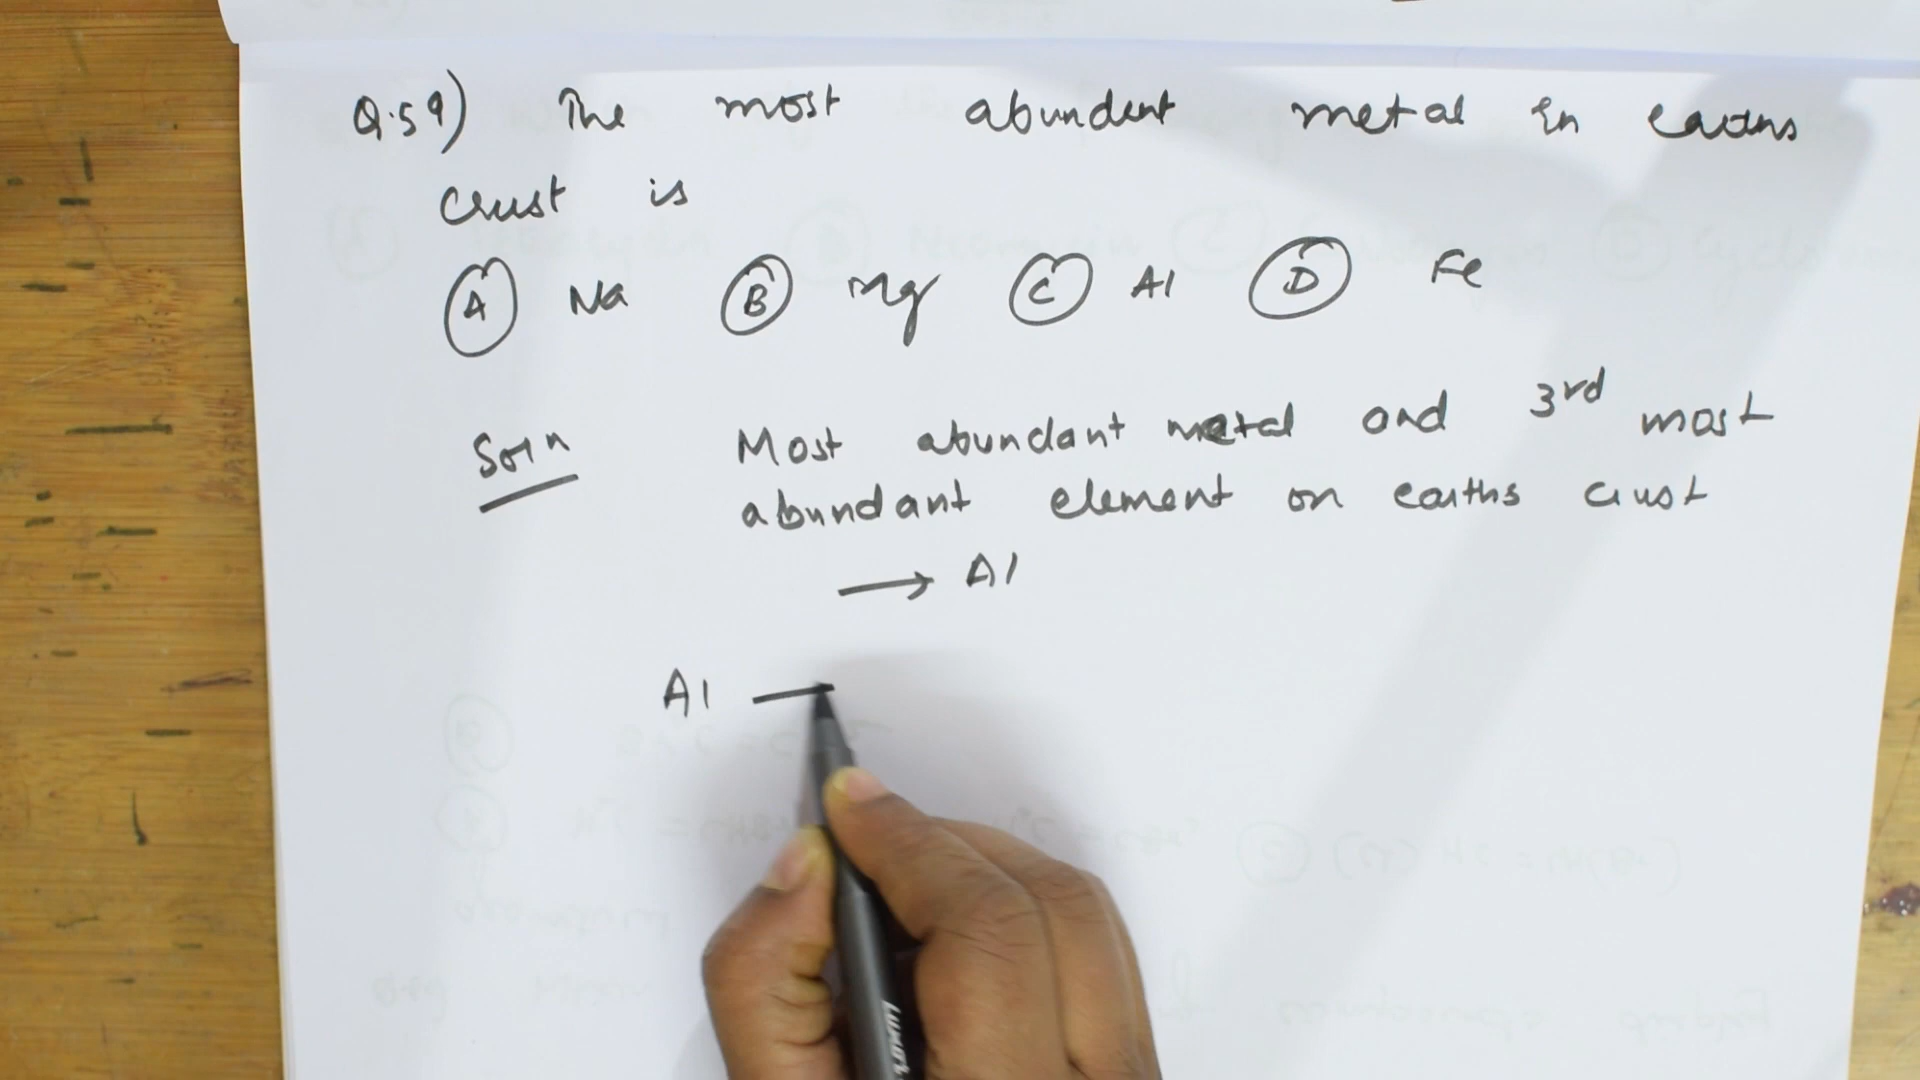 Q.59) The most abundent metal in earths
crust is
A Na B Mg C Al D Fe
Soln Most abundant metal and 3rd most
abundant element on earths crust
→ Al
Al —
LUXOR